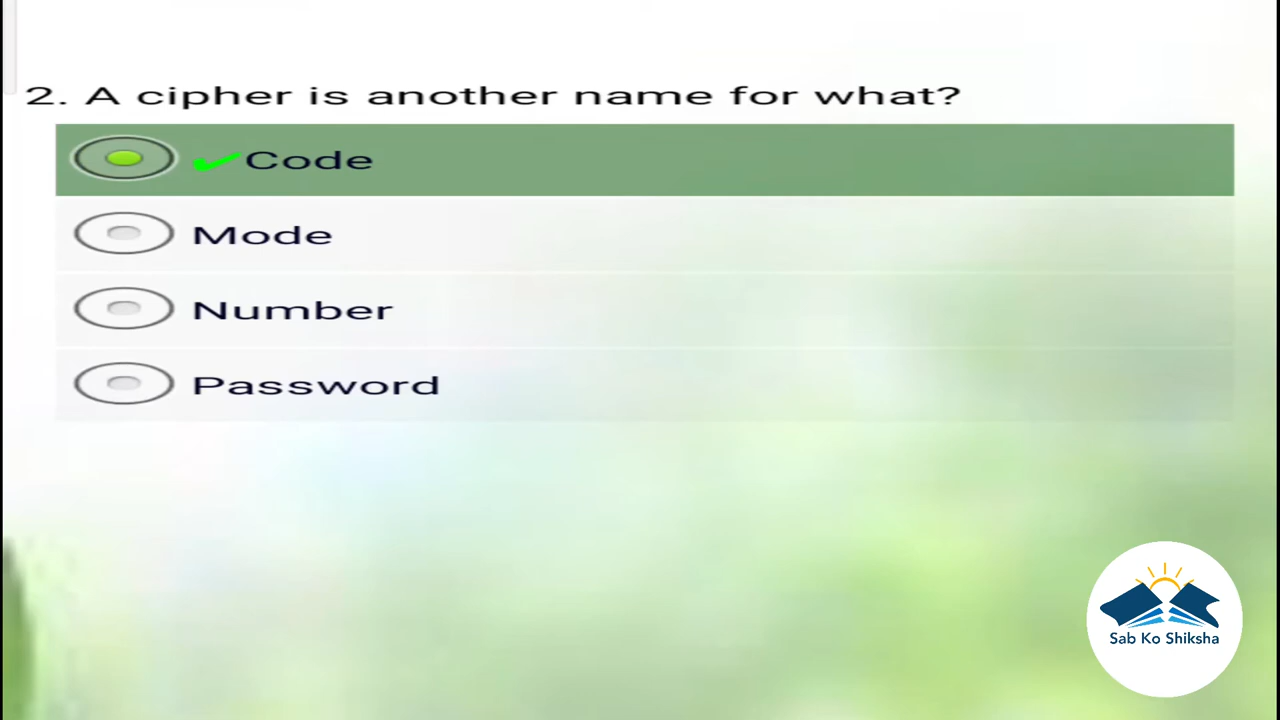 2. A cipher is another name for what?
✔Code
Mode
Number
Password
Sab Ko Shiksha